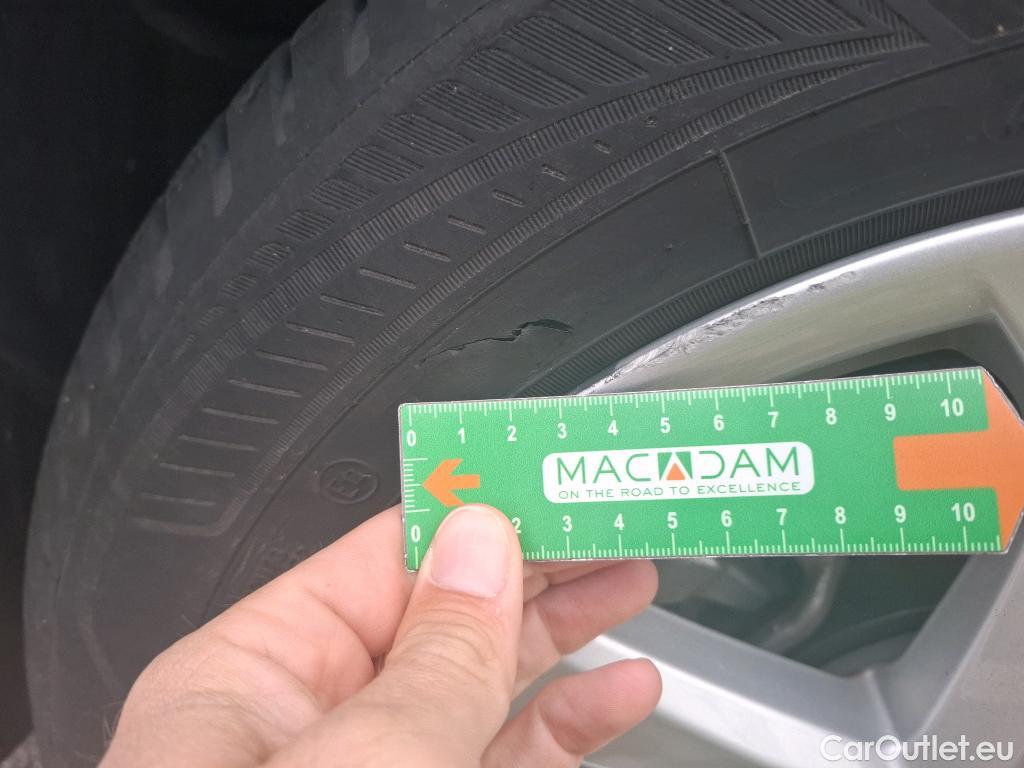 0 1 2 3 4 5 6 7 8 9 10
MACADAM
ON THE ROAD TO EXCELLENCE
0 2 3 4 5 6 7 8 9 10
CarOutlet.eu